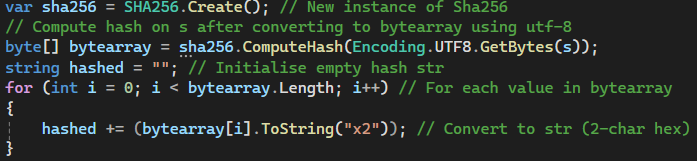 var sha256 = SHA256.Create(); // New instance of Sha256
// Compute hash on s after converting to bytearray using utf-8
byte[] bytearray = sha256.ComputeHash(Encoding.UTF8.GetBytes(s));
string hashed = ""; // Initialise empty hash str
for (int i = 0; i < bytearray.Length; i++) // For each value in bytearray
{
    hashed += (bytearray[i].ToString("x2")); // Convert to str (2-char hex)
}